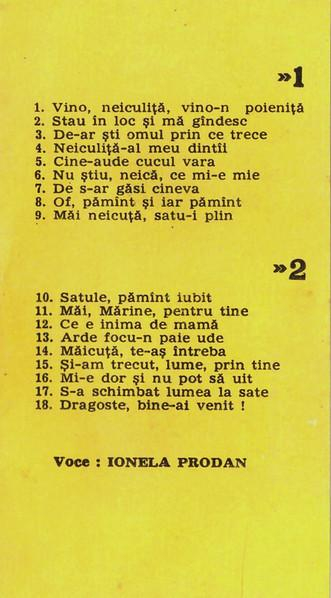 »1
1. Vino, neiculiță, vino-n poieniță
2. Stau în loc și mă gîndesc
3. De-ar ști omul prin ce trece
4. Neiculiță-al meu dintîi
5. Cine-aude cucul vara
6. Nu știu, neică, ce mi-e mie
7. De s-ar găsi cineva
8. Of, pămînt și iar pămînt
9. Măi neicuță, satu-i plin
»2
10. Satule, pămînt iubit
11. Măi, Mărine, pentru tine
12. Ce e inima de mamă
13. Arde focu-n paie ude
14. Măicuță, te-aș întreba
15. Și-am trecut, lume, prin tine
16. Mi-e dor și nu pot să uit
17. S-a schimbat lumea la sate
18. Dragoste, bine-ai venit !
Voce : IONELA PRODAN